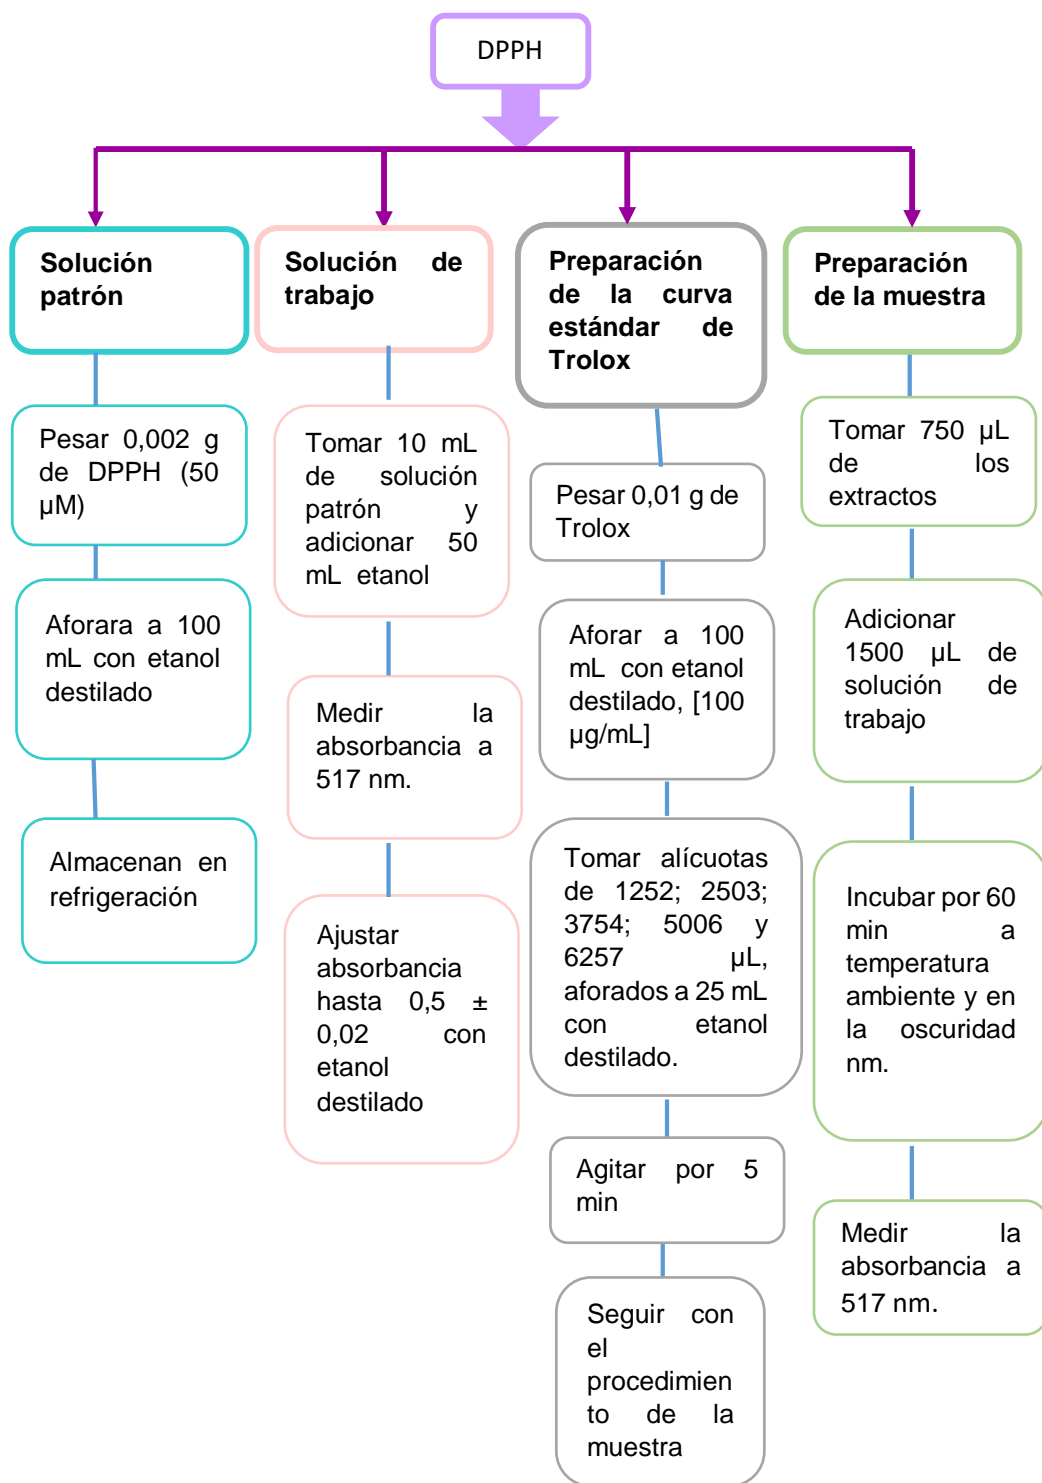 DPPH
Solución
patrón
Pesar 0,002 g
de DPPH (50
µM)
Aforara a 100
mL con etanol
destilado
Almacenan en
refrigeración
Solución de
trabajo
Tomar 10 mL
de solución
patrón y
adicionar 50
mL etanol
Medir la
absorbancia a
517 nm.
Ajustar
absorbancia
hasta 0,5 ±
0,02 con
etanol
destilado
Preparación
de la curva
estándar de
Trolox
Pesar 0,01 g de
Trolox
Aforar a 100
mL con etanol
destilado, [100
µg/mL]
Tomar alícuotas
de 1252; 2503;
3754; 5006 y
6257 µL,
aforados a 25 mL
con etanol
destilado.
Agitar por 5
min
Seguir con
el
procedimien
to de la
muestra
Preparación
de la muestra
Tomar 750 µL
de los
extractos
Adicionar
1500 µL de
solución de
trabajo
Incubar por 60
min a
temperatura
ambiente y en
la oscuridad
nm.
Medir la
absorbancia a
517 nm.